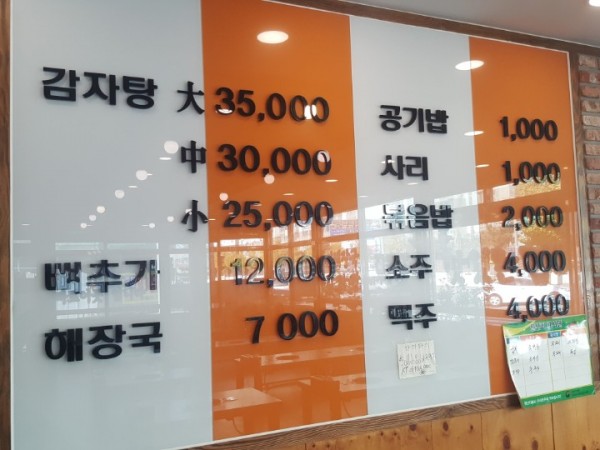 감자탕 大 35,000
中 30,000
小 25,000
뼈추가 12,000
해장국 7 000
공기밥 1,000
사리 1,000
볶음밥 2,000
소주 4,000
맥주 4,000